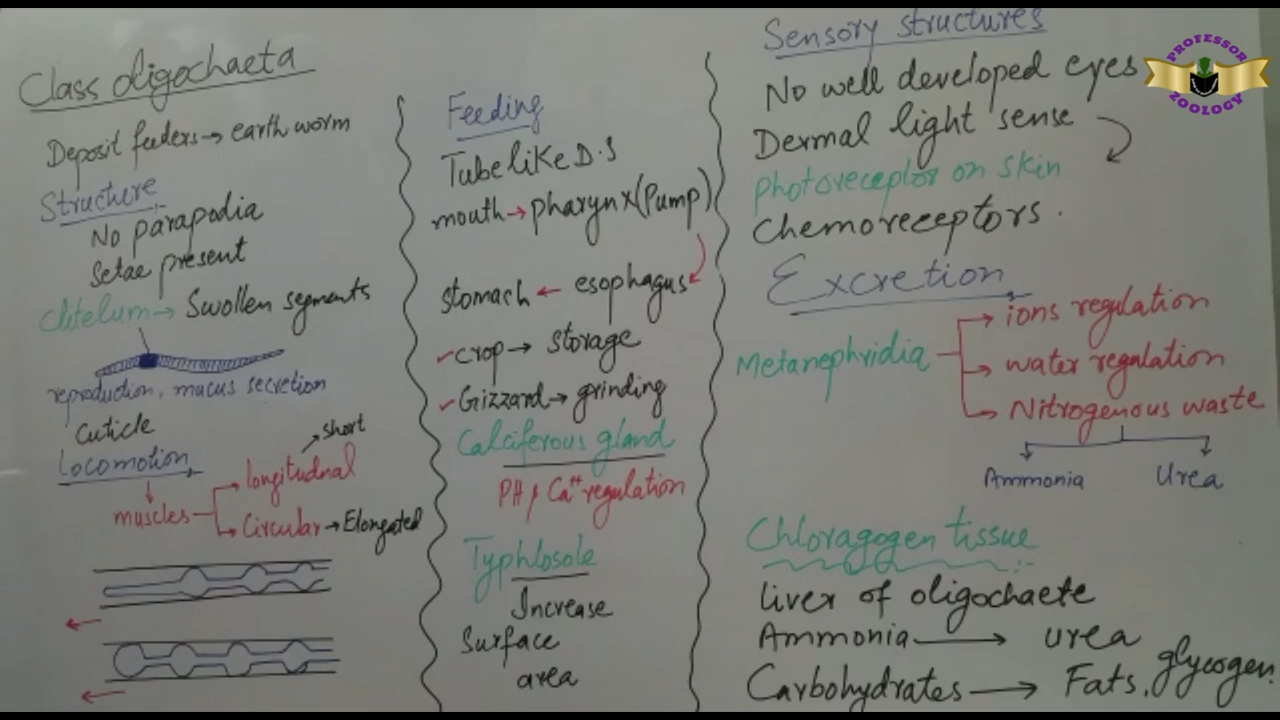 Class oligochaeta
Deposit feeders → earth worm
Structure
No parapodia
Setae present
Clitelum → Swollen segments
reproduction, mucus secretion
Cuticle
Locomotion
short
muscles → longitudnal
→ Circular → Elongated
Feeding
Tube like D.S
mouth → pharynx (Pump)
stomach ← esophagus
✓ crop → storage
✓ Gizzard → grinding
Calciferous gland
PH & Ca++ regulation
Typhlosole
Increase
Surface
area
Sensory structures
No well developed eyes
Dermal light sense
photoreceptor on skin
Chemoreceptors.
Excretion
Metanephridia → ions regulation
→ water regulation
→ Nitrogenous waste
Ammonia Urea
Chloragogen tissue
liver of oligochaete
Ammonia → urea
Carbohydrates → Fats, glycogen.
PROFESSOR
ZOOLOGY